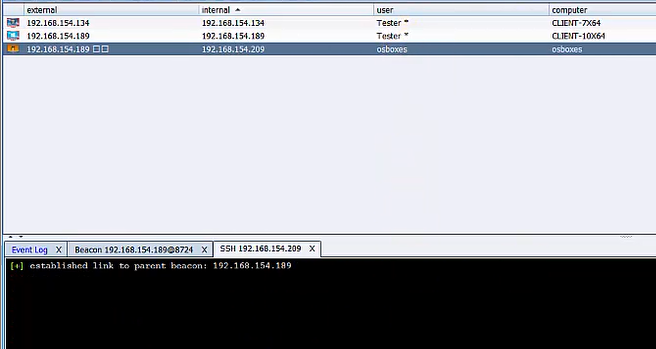 external internal user computer
192.168.154.134 192.168.154.134 Tester * CLIENT-7X64
192.168.154.189 192.168.154.189 Tester * CLIENT-10X64
192.168.154.189 □□ 192.168.154.209 osboxes osboxes
Event Log X Beacon 192.168.154.189@8724 X SSH 192.168.154.209 X
[+] established link to parent beacon: 192.168.154.189